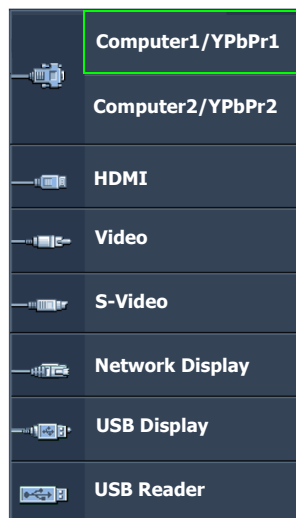 Computer1/YPbPr1
Computer2/YPbPr2
HDMI
Video
S-Video
Network Display
USB Display
USB Reader